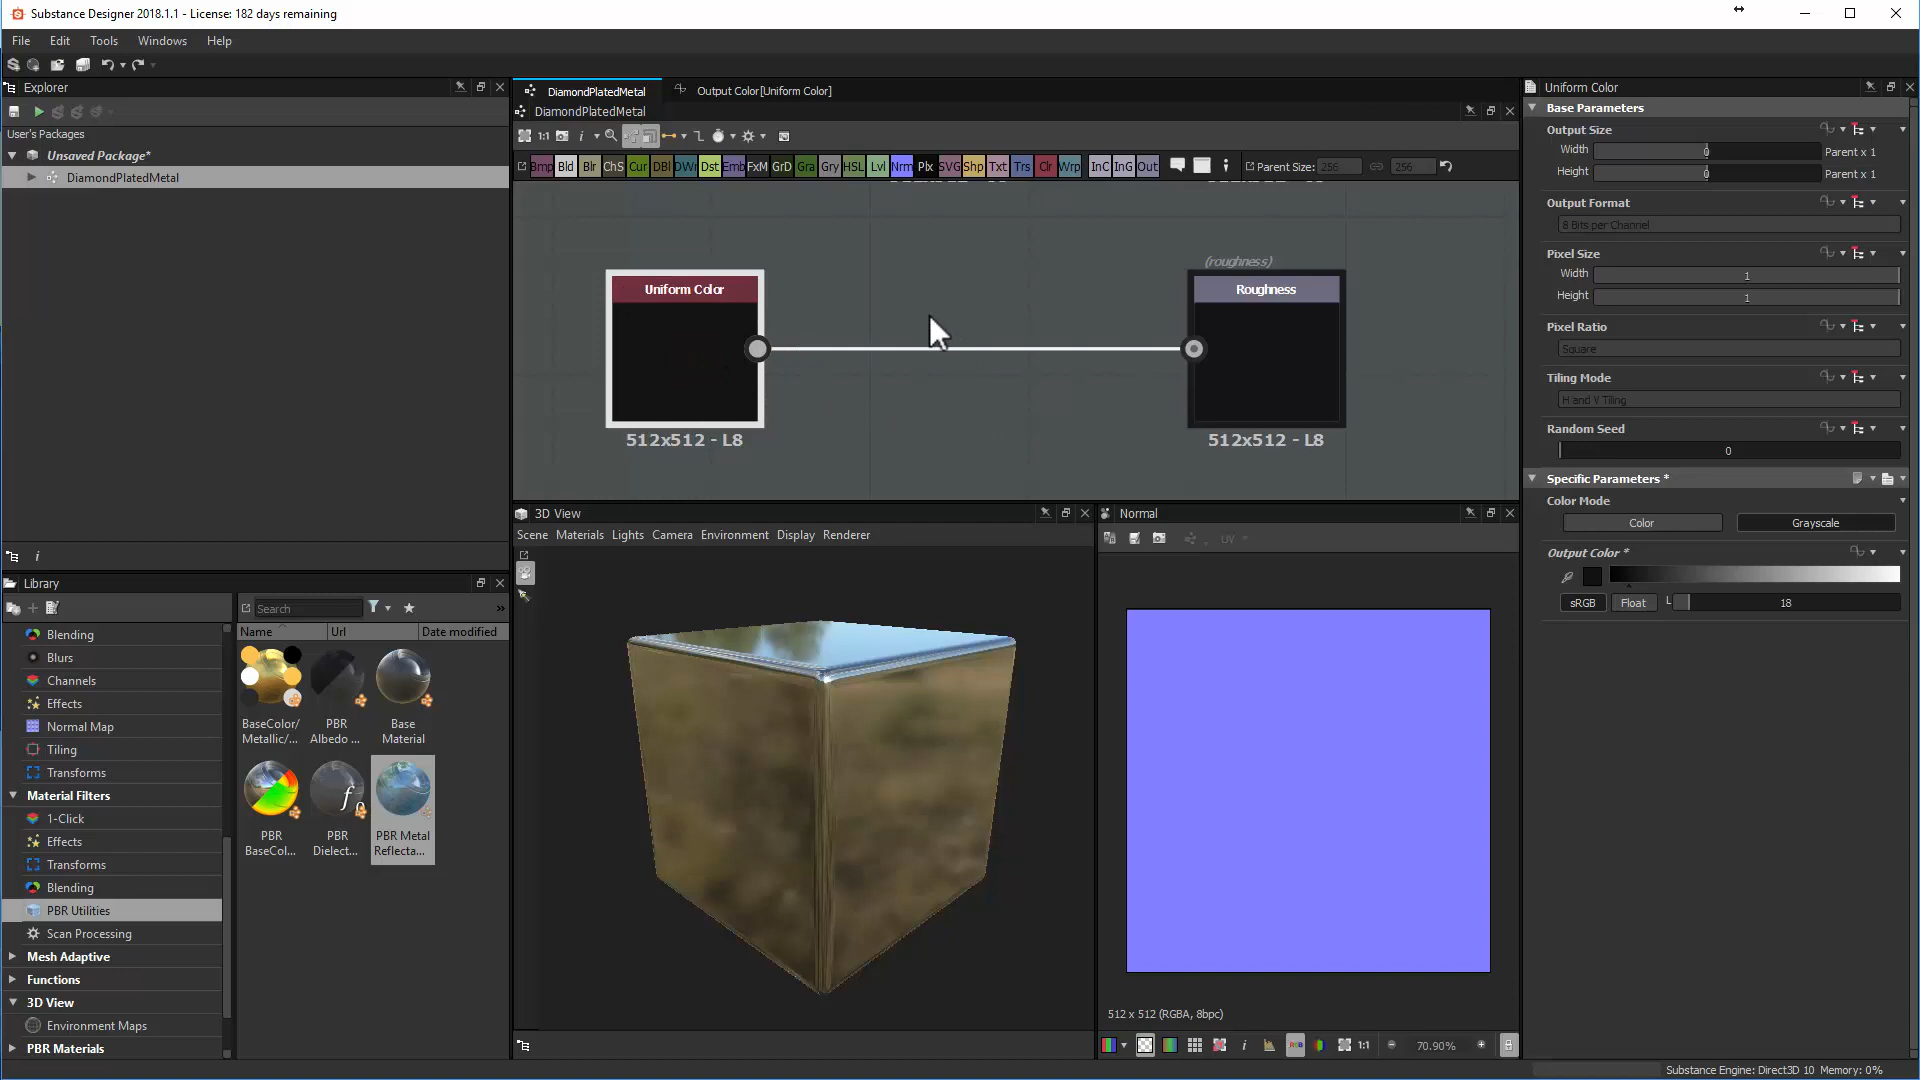 Substance Designer 2018.1.1 - License: 182 days remaining
File Edit Tools Windows Help
Explorer
User's Packages
Unsaved Package*
DiamondPlatedMetal
Library
Search
Name Url Date modified
Blending
Blurs
Channels
Effects
Normal Map
Tiling
Transforms
Material Filters
1-Click
Effects
Transforms
Blending
PBR Utilities
Scan Processing
Mesh Adaptive
Functions
3D View
Environment Maps
PBR Materials
BaseColor/
Metallic/...
PBR
Albedo ...
Base
Material
PBR
BaseCol...
PBR
Dielect...
PBR Metal
Reflecta...
DiamondPlatedMetal
Output Color[Uniform Color]
DiamondPlatedMetal
1:1
Bmp Bld Blr ChS Cur DBl DWr Dst Emb FxM GrD Gra Gry HSL Lvl Nrm Plx SVG Shp Txt Trs Clr Wrp InC InG Out
Parent Size: 256 256
Uniform Color
512x512 - L8
(roughness)
Roughness
512x512 - L8
3D View
Scene Materials Lights Camera Environment Display Renderer
Normal
UV
512 x 512 (RGBA, 8bpc)
1:1
70.90%
Uniform Color
Base Parameters
Output Size
Width 0 Parent x 1
Height 0 Parent x 1
Output Format
8 Bits per Channel
Pixel Size
Width 1
Height 1
Pixel Ratio
Square
Tiling Mode
H and V Tiling
Random Seed
0
Specific Parameters *
Color Mode
Color Grayscale
Output Color *
sRGB Float L 18
Substance Engine: Direct3D 10 Memory: 0%